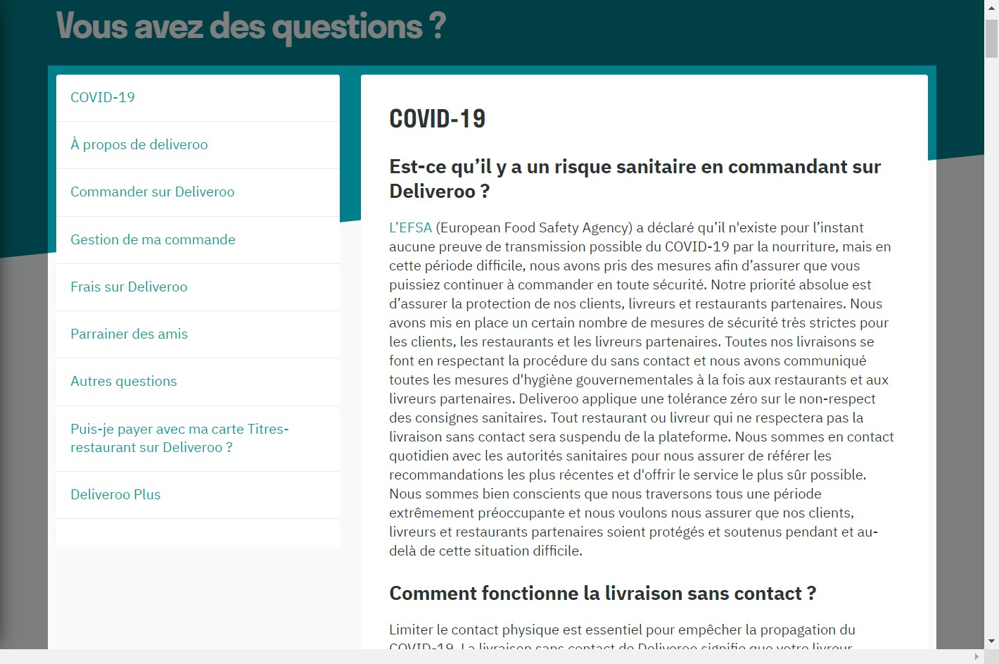 Vous avez des questions ?
COVID-19
À propos de deliveroo
Commander sur Deliveroo
Gestion de ma commande
Frais sur Deliveroo
Parrainer des amis
Autres questions
Puis-je payer avec ma carte Titres-
restaurant sur Deliveroo ?
Deliveroo Plus
COVID-19
Est-ce qu’il y a un risque sanitaire en commandant sur
Deliveroo ?
L’EFSA (European Food Safety Agency) a déclaré qu’il n'existe pour l’instant
aucune preuve de transmission possible du COVID-19 par la nourriture, mais en
cette période difficile, nous avons pris des mesures afin d’assurer que vous
puissiez continuer à commander en toute sécurité. Notre priorité absolue est
d’assurer la protection de nos clients, livreurs et restaurants partenaires. Nous
avons mis en place un certain nombre de mesures de sécurité très strictes pour
les clients, les restaurants et les livreurs partenaires. Toutes nos livraisons se
font en respectant la procédure du sans contact et nous avons communiqué
toutes les mesures d'hygiène gouvernementales à la fois aux restaurants et aux
livreurs partenaires. Deliveroo applique une tolérance zéro sur le non-respect
des consignes sanitaires. Tout restaurant ou livreur qui ne respectera pas la
livraison sans contact sera suspendu de la plateforme. Nous sommes en contact
quotidien avec les autorités sanitaires pour nous assurer de référer les
recommandations les plus récentes et d'offrir le service le plus sûr possible.
Nous sommes bien conscients que nous traversons tous une période
extrêmement préoccupante et nous voulons nous assurer que nos clients,
livreurs et restaurants partenaires soient protégés et soutenus pendant et au-
delà de cette situation difficile.
Comment fonctionne la livraison sans contact ?
Limiter le contact physique est essentiel pour empêcher la propagation du
COVID-19. La livraison sans contact de Deliveroo signifie que votre livreur